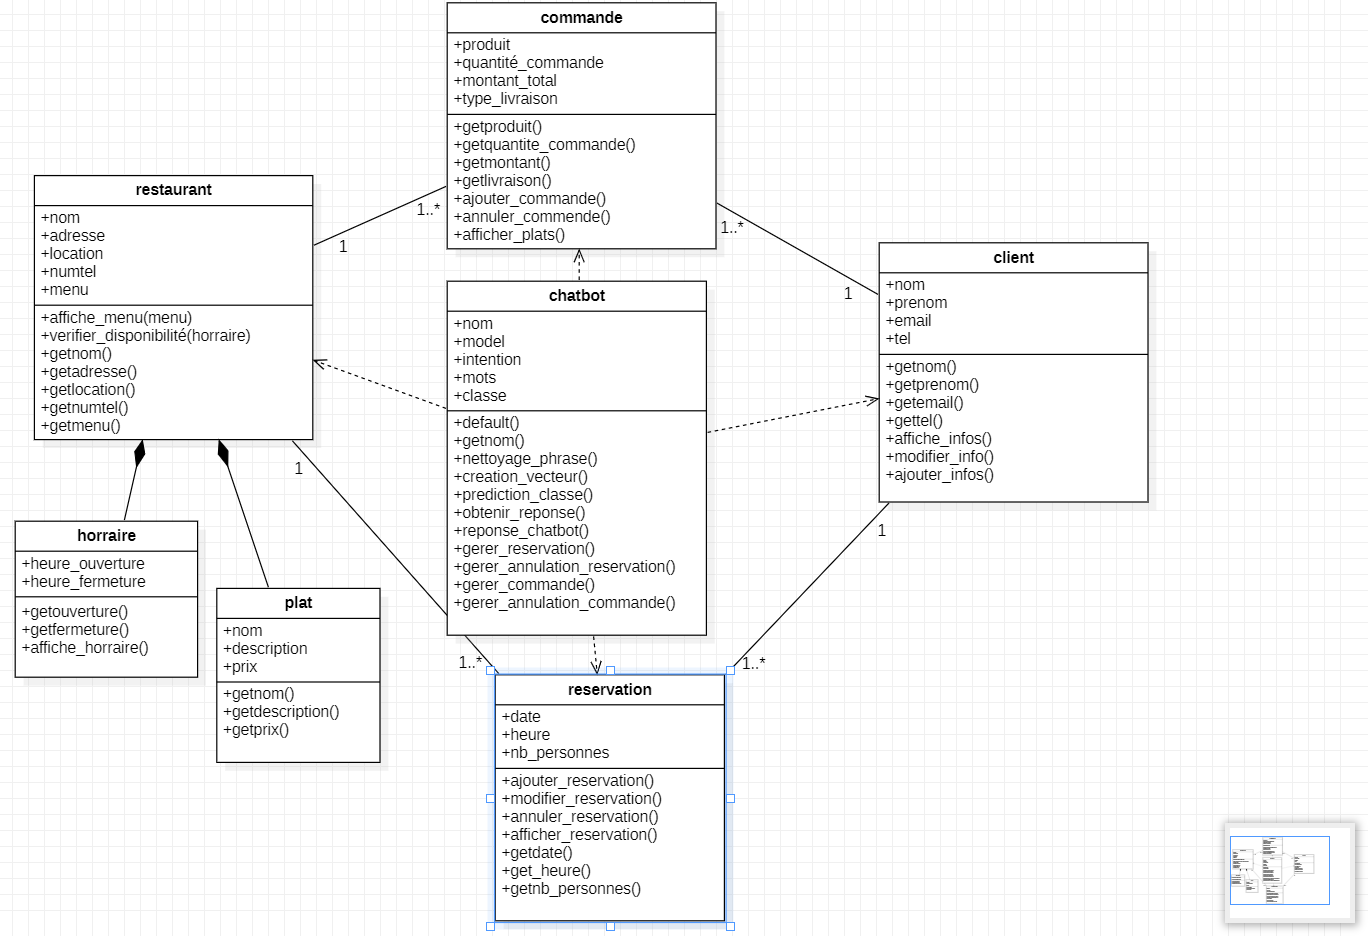 commande
+produit
+quantité_commande
+montant_total
+type_livraison
+getproduit()
+getquantite_commande()
+getmontant()
+getlivraison()
+ajouter_commande()
+annuler_commende()
+afficher_plats()
restaurant
+nom
+adresse
+location
+numtel
+menu
+affiche_menu(menu)
+verifier_disponibilité(horraire)
+getnom()
+getadresse()
+getlocation()
+getnumtel()
+getmenu()
1..*
1
1..*
1
client
+nom
+prenom
+email
+tel
+getnom()
+getprenom()
+getemail()
+gettel()
+affiche_infos()
+modifier_info()
+ajouter_infos()
chatbot
+nom
+model
+intention
+mots
+classe
+default()
+getnom()
+nettoyage_phrase()
+creation_vecteur()
+prediction_classe()
+obtenir_reponse()
+reponse_chatbot()
+gerer_reservation()
+gerer_annulation_reservation()
+gerer_commande()
+gerer_annulation_commande()
1
1
horraire
+heure_ouverture
+heure_fermeture
+getouverture()
+getfermeture()
+affiche_horraire()
plat
+nom
+description
+prix
+getnom()
+getdescription()
+getprix()
1..*
1..*
reservation
+date
+heure
+nb_personnes
+ajouter_reservation()
+modifier_reservation()
+annuler_reservation()
+afficher_reservation()
+getdate()
+get_heure()
+getnb_personnes()